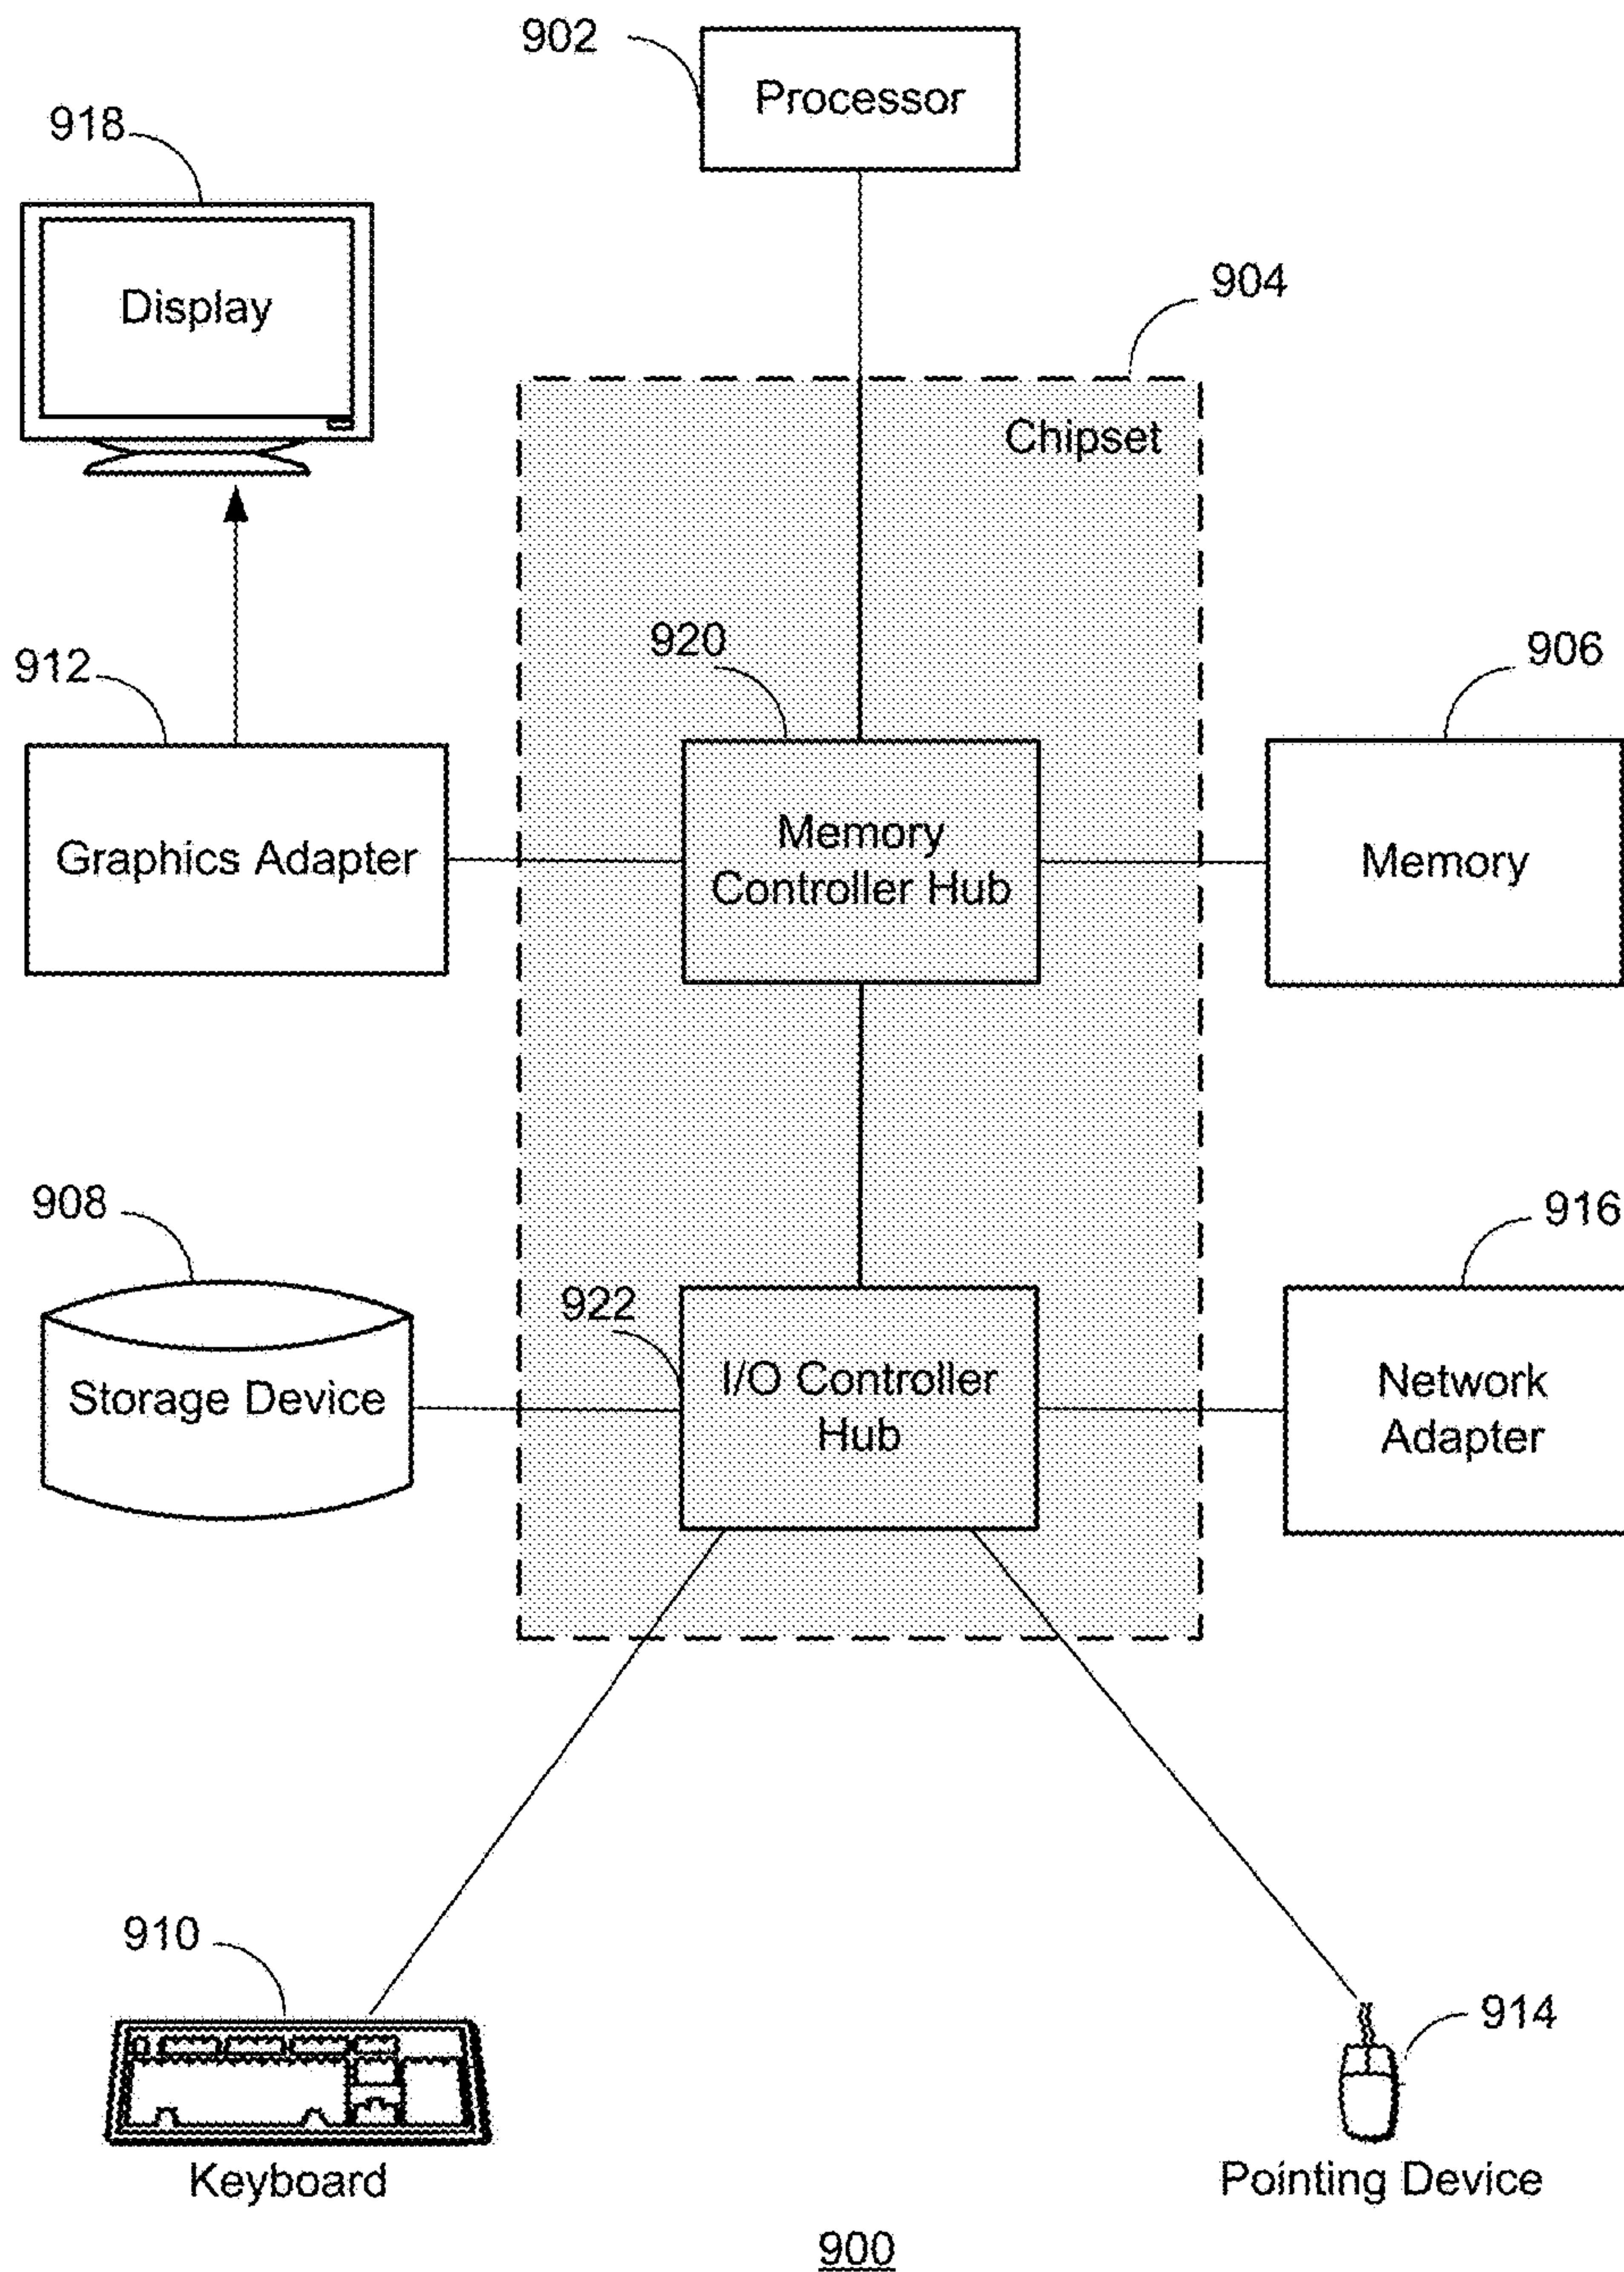 902
Processor
918
Display
904
Chipset
920
912
906
Memory
Controller Hub
Graphics Adapter
Memory
908
916
922
I/O Controller
Hub
Storage Device
Network
Adapter
910
914
Keyboard
Pointing Device
900